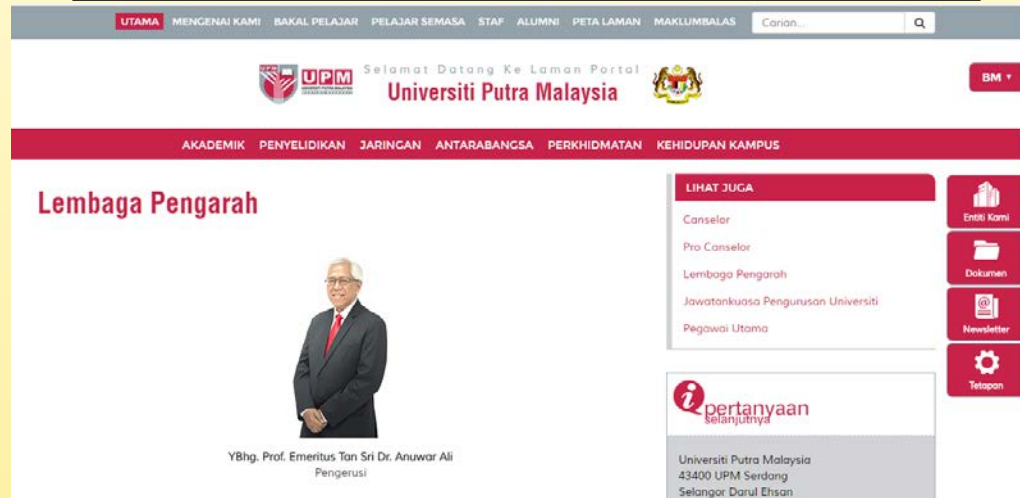 UTAMA MENGENAI KAMI BAKAL PELAJAR PELAJAR SEMASA STAF ALUMNI PETA LAMAN MAKLUMBALAS Carian...
UPM
Selamat Datang Ke Laman Portal
Universiti Putra Malaysia
BM
AKADEMIK PENYELIDIKAN JARINGAN ANTARABANGSA PERKHIDMATAN KEHIDUPAN KAMPUS
Lembaga Pengarah
YBhg. Prof. Emeritus Tan Sri Dr. Anuwar Ali
Pengerusi
LIHAT JUGA
Canselor
Pro Canselor
Lembaga Pengarah
Jawatankuasa Pengurusan Universiti
Pegawai Utama
i pertanyaan
selanjutnya
Universiti Putra Malaysia
43400 UPM Serdang
Selangor Darul Ehsan
Entiti Kami
Dokumen
Newsletter
Tetapan